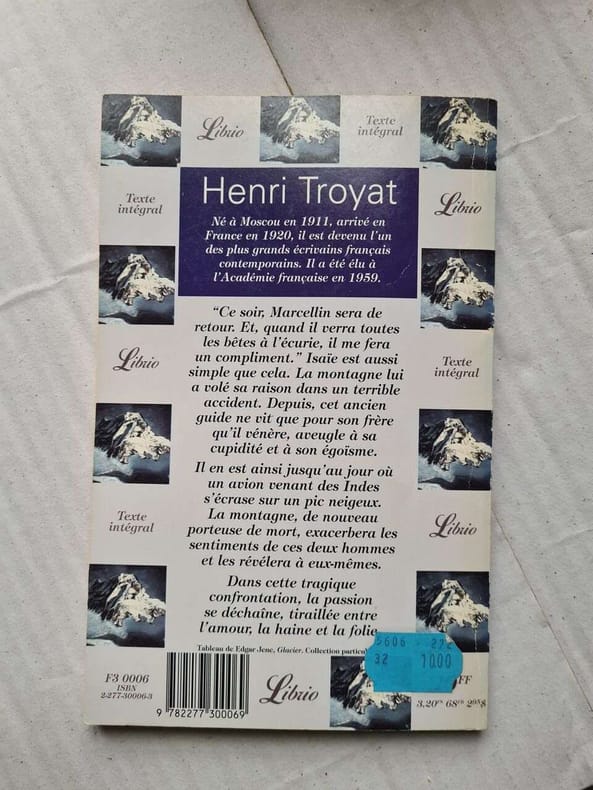 Librio
Texte
intégral
Henri Troyat
Texte
intégral
Librio
Né à Moscou en 1911, arrivé en
France en 1920, il est devenu l'un
des plus grands écrivains français
contemporains. Il a été élu à
l'Académie française en 1959.
"Ce soir, Marcellin sera de
retour. Et, quand il verra toutes
les bêtes à l'écurie, il me fera
un compliment." Isaïe est aussi
simple que cela. La montagne lui
a volé sa raison dans un terrible
accident. Depuis, cet ancien
guide ne vit que pour son frère
qu'il vénère, aveugle à sa
cupidité et à son égoïsme.
Librio
Texte
intégral
Il en est ainsi jusqu'au jour où
un avion venant des Indes
s'écrase sur un pic neigeux.
La montagne, de nouveau
porteuse de mort, exacerbera les
sentiments de ces deux hommes
et les révélera à eux-mêmes.
Texte
intégral
Librio
Dans cette tragique
confrontation, la passion
se déchaîne, tiraillée entre
l'amour, la haine et la folie
Tableau de Edgar Jene, Glacier. Collection
5606 272
32 1000
F3 0006
ISBN
2-277-30006-3
9 782277 300069
Librio
FF